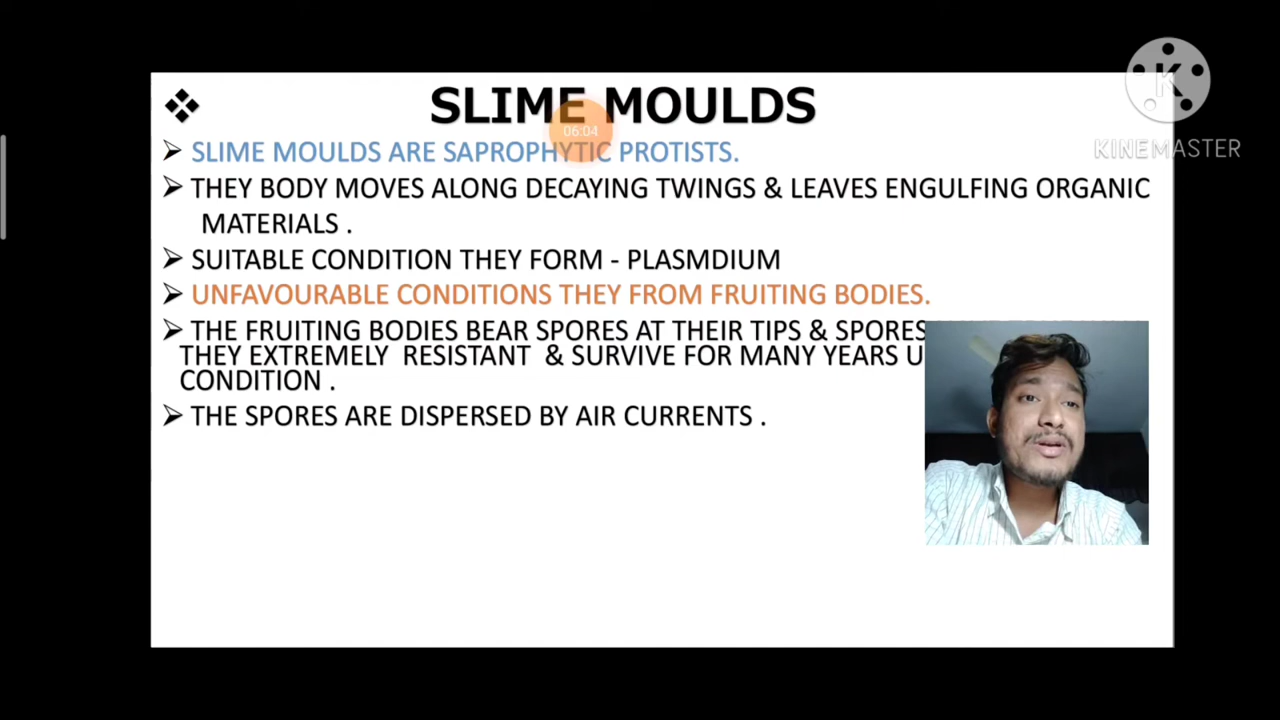 SLIME MOULDS
06:04
K
KINEMASTER
SLIME MOULDS ARE SAPROPHYTIC PROTISTS.
THEY BODY MOVES ALONG DECAYING TWINGS & LEAVES ENGULFING ORGANIC
MATERIALS .
SUITABLE CONDITION THEY FORM - PLASMDIUM
UNFAVOURABLE CONDITIONS THEY FROM FRUITING BODIES.
THE FRUITING BODIES BEAR SPORES AT THEIR TIPS & SPORES
THEY EXTREMELY RESISTANT & SURVIVE FOR MANY YEARS
CONDITION .
THE SPORES ARE DISPERSED BY AIR CURRENTS .